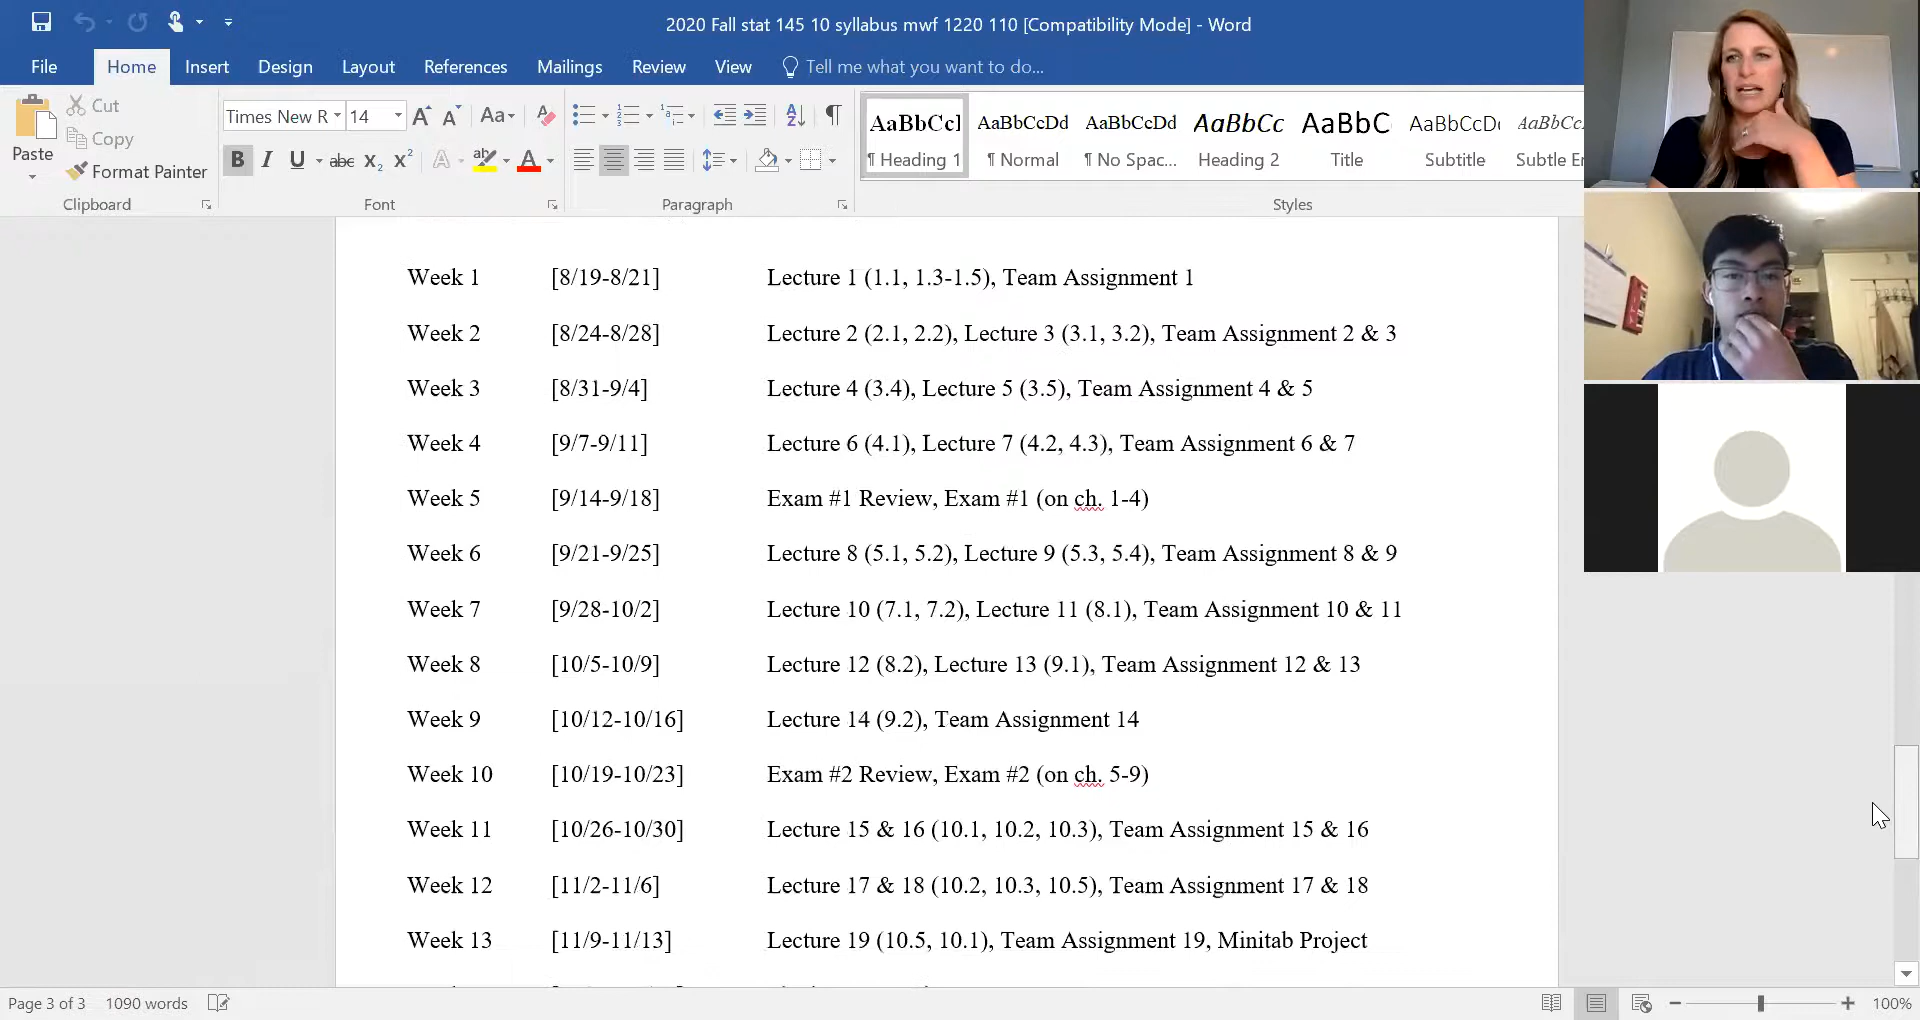 2020 Fall stat 145 10 syllabus mwf 1220 110 [Compatibility Mode] - Word
File Home Insert Design Layout References Mailings Review View Tell me what you want to do...
Paste
Cut
Copy
Format Painter
Times New R 14
Aa
B I U abc X₂ X² A ab A
AaBbCcI AaBbCcDd AaBbCcDd AaBbCc AaBbC AaBbCcD AaBbCc
¶ Heading 1 ¶ Normal ¶ No Spac... Heading 2 Title Subtitle Subtle E
Clipboard Font Paragraph Styles
Week 1 [8/19-8/21] Lecture 1 (1.1, 1.3-1.5), Team Assignment 1
Week 2 [8/24-8/28] Lecture 2 (2.1, 2.2), Lecture 3 (3.1, 3.2), Team Assignment 2 & 3
Week 3 [8/31-9/4] Lecture 4 (3.4), Lecture 5 (3.5), Team Assignment 4 & 5
Week 4 [9/7-9/11] Lecture 6 (4.1), Lecture 7 (4.2, 4.3), Team Assignment 6 & 7
Week 5 [9/14-9/18] Exam #1 Review, Exam #1 (on ch. 1-4)
Week 6 [9/21-9/25] Lecture 8 (5.1, 5.2), Lecture 9 (5.3, 5.4), Team Assignment 8 & 9
Week 7 [9/28-10/2] Lecture 10 (7.1, 7.2), Lecture 11 (8.1), Team Assignment 10 & 11
Week 8 [10/5-10/9] Lecture 12 (8.2), Lecture 13 (9.1), Team Assignment 12 & 13
Week 9 [10/12-10/16] Lecture 14 (9.2), Team Assignment 14
Week 10 [10/19-10/23] Exam #2 Review, Exam #2 (on ch. 5-9)
Week 11 [10/26-10/30] Lecture 15 & 16 (10.1, 10.2, 10.3), Team Assignment 15 & 16
Week 12 [11/2-11/6] Lecture 17 & 18 (10.2, 10.3, 10.5), Team Assignment 17 & 18
Week 13 [11/9-11/13] Lecture 19 (10.5, 10.1), Team Assignment 19, Minitab Project
Page 3 of 3 1090 words 100%